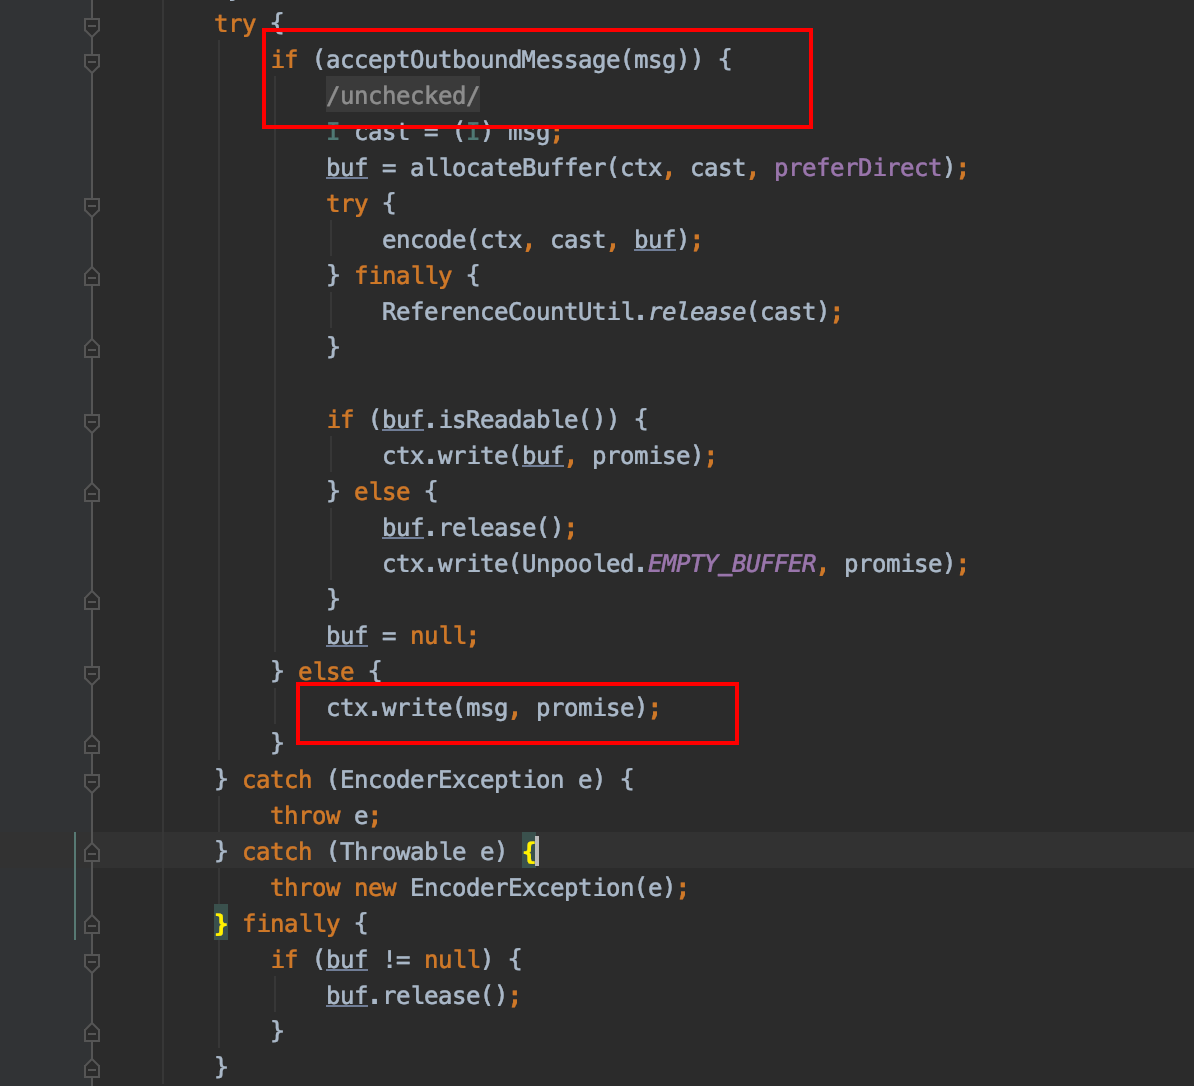 try {
if (acceptOutboundMessage(msg)) {
/unchecked/
I cast = (I) msg;
buf = allocateBuffer(ctx, cast, preferDirect);
try {
encode(ctx, cast, buf);
} finally {
ReferenceCountUtil.release(cast);
}
if (buf.isReadable()) {
ctx.write(buf, promise);
} else {
buf.release();
ctx.write(Unpooled.EMPTY_BUFFER, promise);
}
buf = null;
} else {
ctx.write(msg, promise);
}
} catch (EncoderException e) {
throw e;
} catch (Throwable e) {
throw new EncoderException(e);
} finally {
if (buf != null) {
buf.release();
}
}